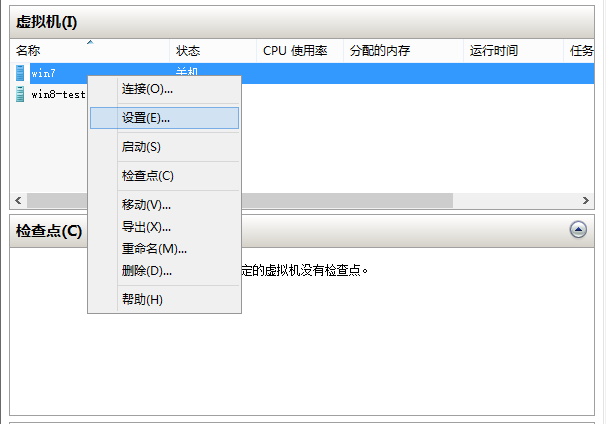 虚拟机(I)
名称 状态 CPU 使用率 分配的内存 运行时间 任务
win7 关机
win8-test
连接(O)...
设置(E)...
启动(S)
检查点(C)
移动(V)...
导出(X)...
重命名(M)...
删除(D)...
帮助(H)
检查点(C)
定的虚拟机没有检查点。